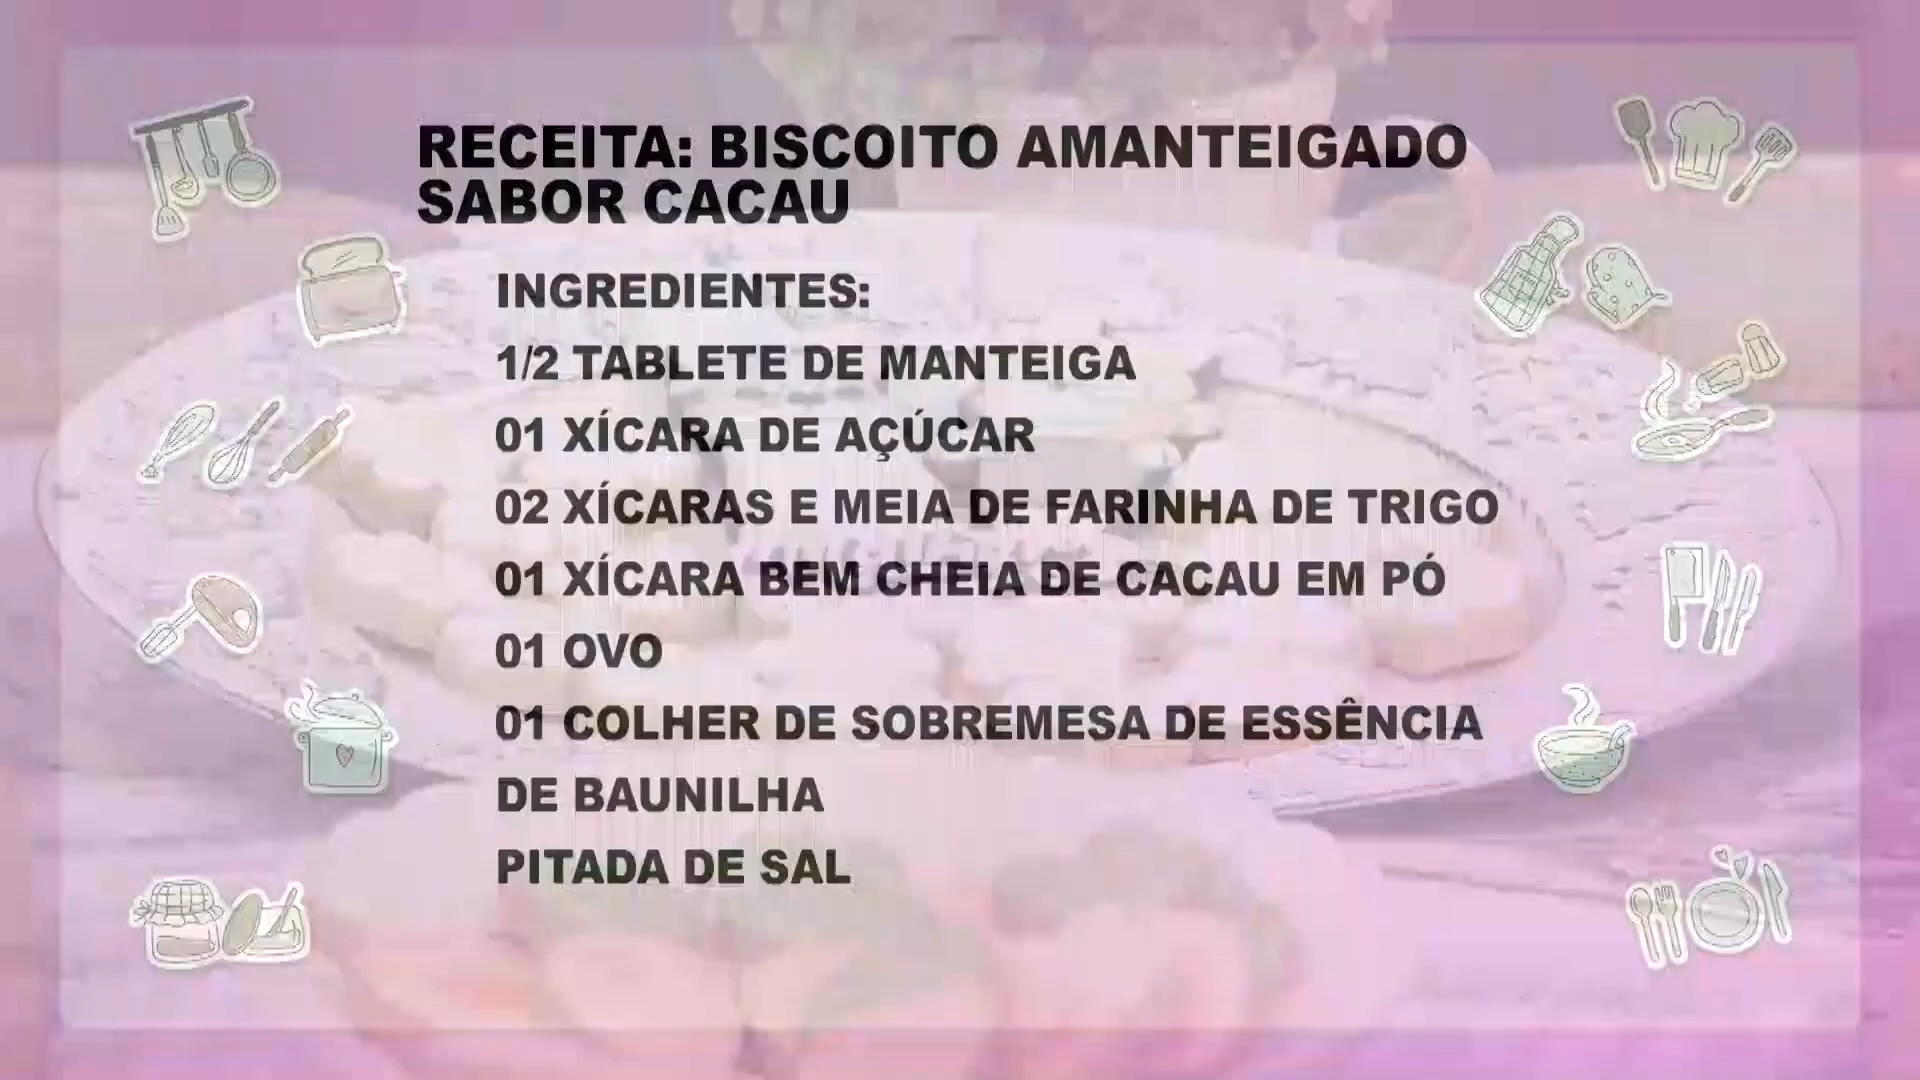 RECEITA: BISCOITO AMANTEIGADO
SABOR CACAU
INGREDIENTES:
1/2 TABLETE DE MANTEIGA
01 XÍCARA DE AÇÚCAR
02 XÍCARAS E MEIA DE FARINHA DE TRIGO
01 XÍCARA BEM CHEIA DE CACAU EM PÓ
01 OVO
01 COLHER DE SOBREMESA DE ESSÊNCIA
DE BAUNILHA
PITADA DE SAL